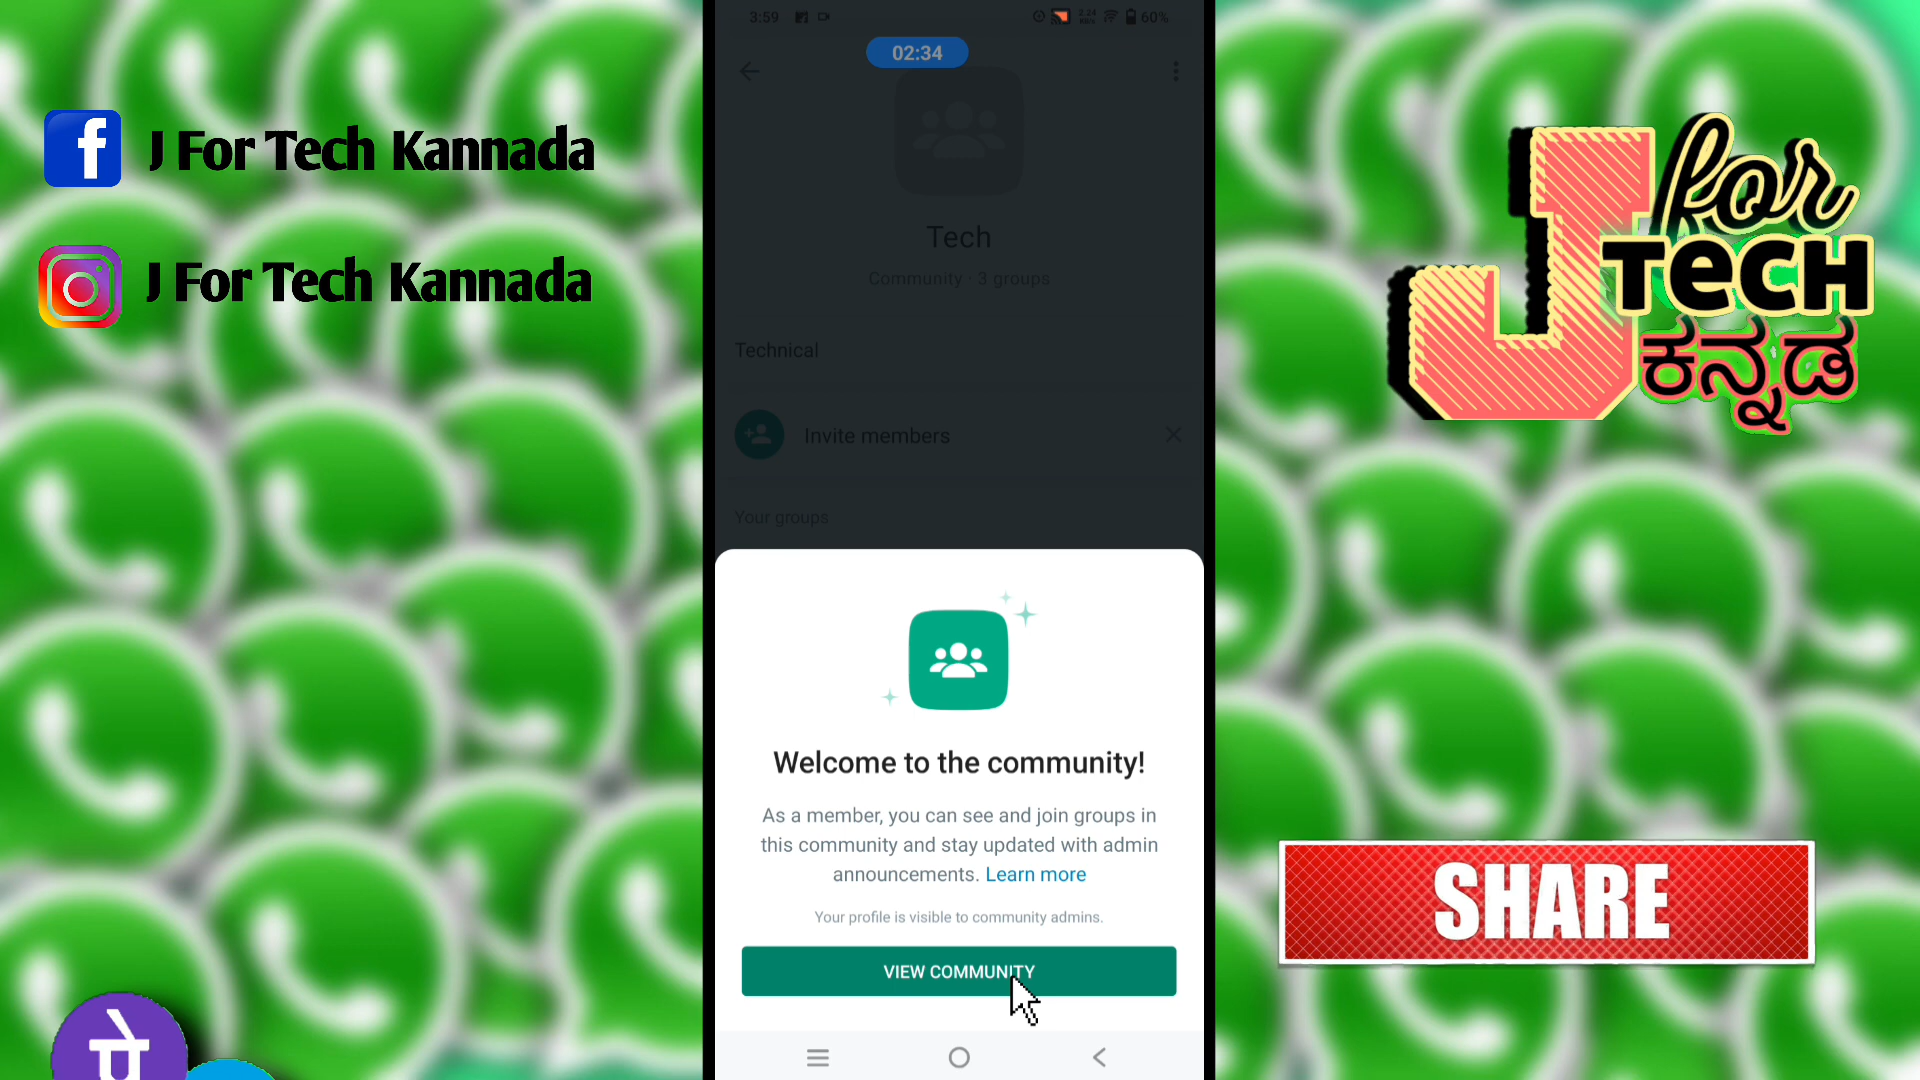 J For Tech Kannada
J For Tech Kannada
3:59
2.24
60%
02:34
Tech
Community · 3 groups
Technical
Invite members
Your groups
Welcome to the community!
As a member, you can see and join groups in
this community and stay updated with admin
announcements. Learn more
Your profile is visible to community admins.
VIEW COMMUNITY
J for
TECH
ಕನ್ನಡ
SHARE
पे